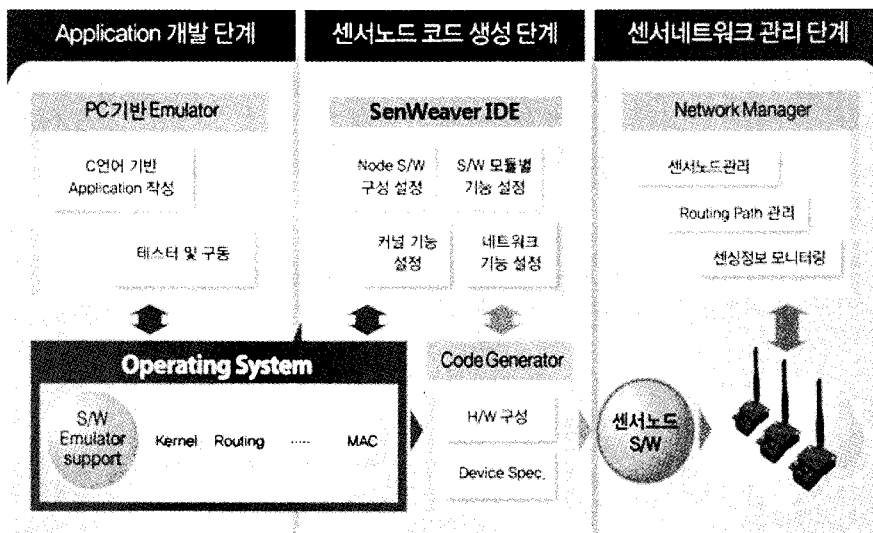 Application 개발 단계
센서노드 코드 생성 단계
센서네트워크 관리 단계
PC기반 Emulator
C언어 기반
Application 작성
테스터 및 구동
SenWeaver IDE
Node S/W
구성 설정
S/W 모듈별
기능 설정
커널 기능
설정
네트워크
기능 설정
Network Manager
센서노드관리
Routing Path 관리
센싱정보 모니터링
Operating System
S/W
Emulator
support
Kernel Routing ····· MAC
Code Generator
H/W 구성
Device Spec.
센서노드
S/W